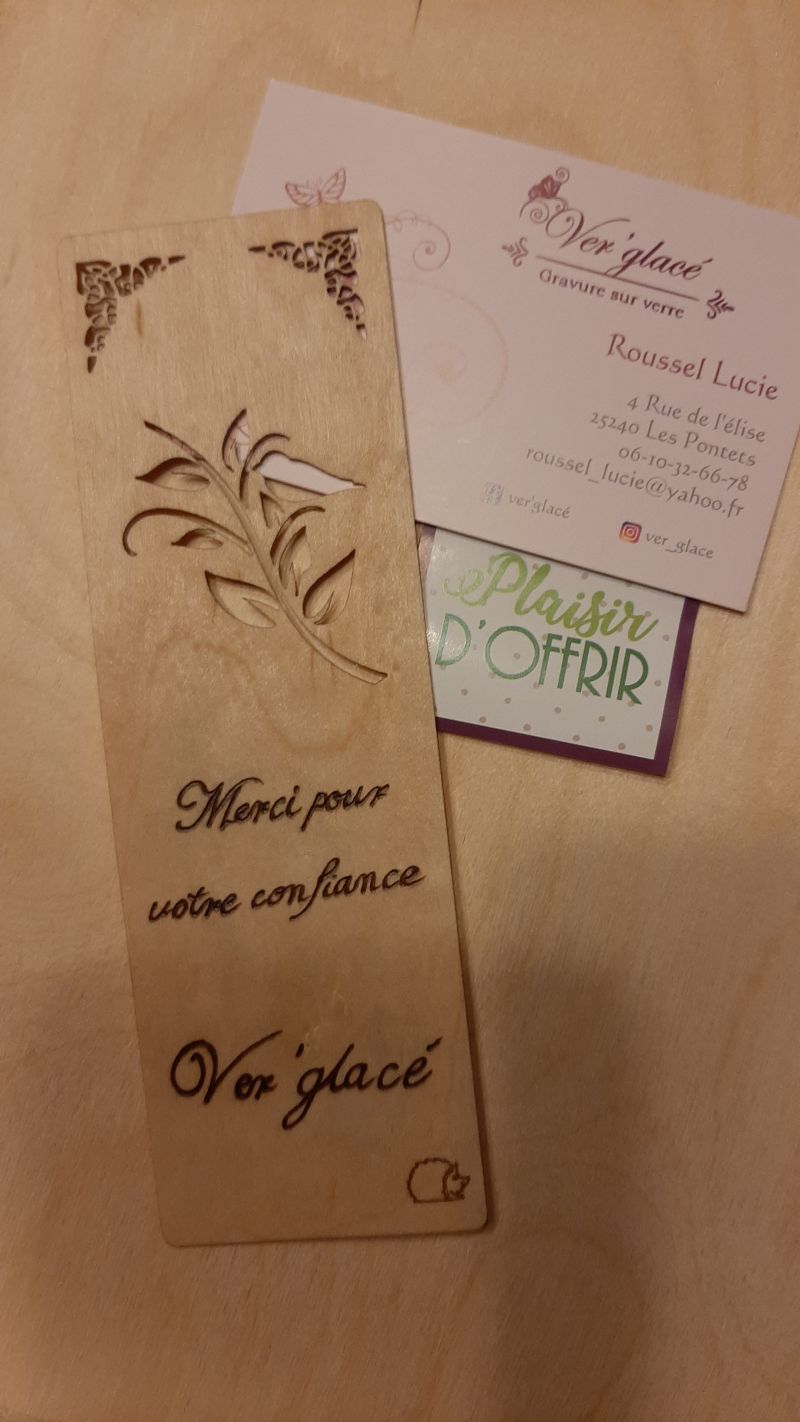 Ver'glacé
Gravure sur verre
Roussel Lucie
4 Rue de l'élise
25240 Les Pontets
06-10-32-66-78
roussel_lucie@yahoo.fr
ver'glacé
ver_glace
Plaisir
D'OFFRIR
Merci pour
votre confiance
Ver'glacé